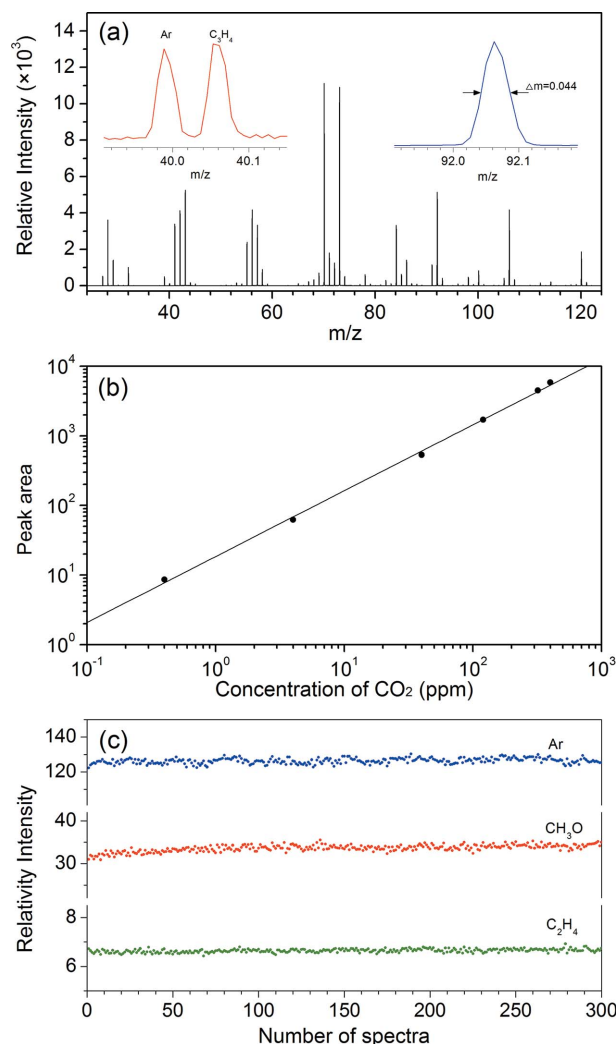 (a)
Ar
C₃H₄
40.0
40.1
m/z
Δm=0.044
92.0
92.1
m/z
Relative Intensity (×10³)
14
12
10
8
6
4
2
0
40
60
80
100
120
m/z
(b)
Peak area
10⁴
10³
10²
10¹
10⁰
10⁻¹
10⁰
10¹
10²
10³
Concentration of CO₂ (ppm)
(c)
Relativity Intensity
140
120
40
30
8
6
Ar
CH₃O
C₂H₄
0
50
100
150
200
250
300
Number of spectra